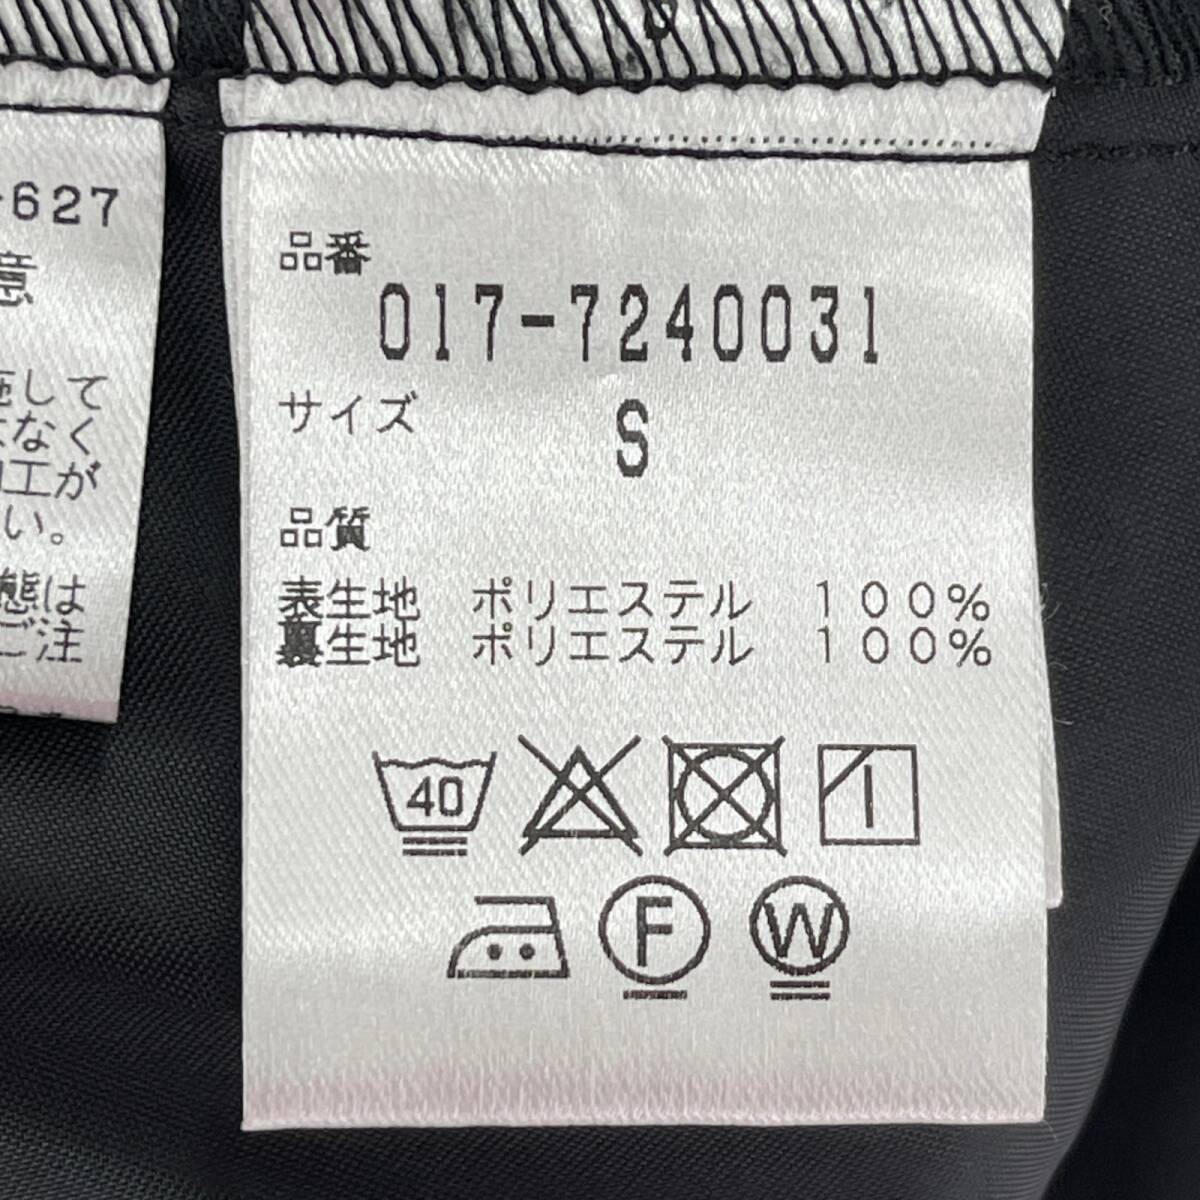 -627
意
施して
なく
工が
い。
態は
ご注
品番
017-7240031
サイズ
S
品質
表生地 ポリエステル 100%
裏生地 ポリエステル 100%
40
F
W